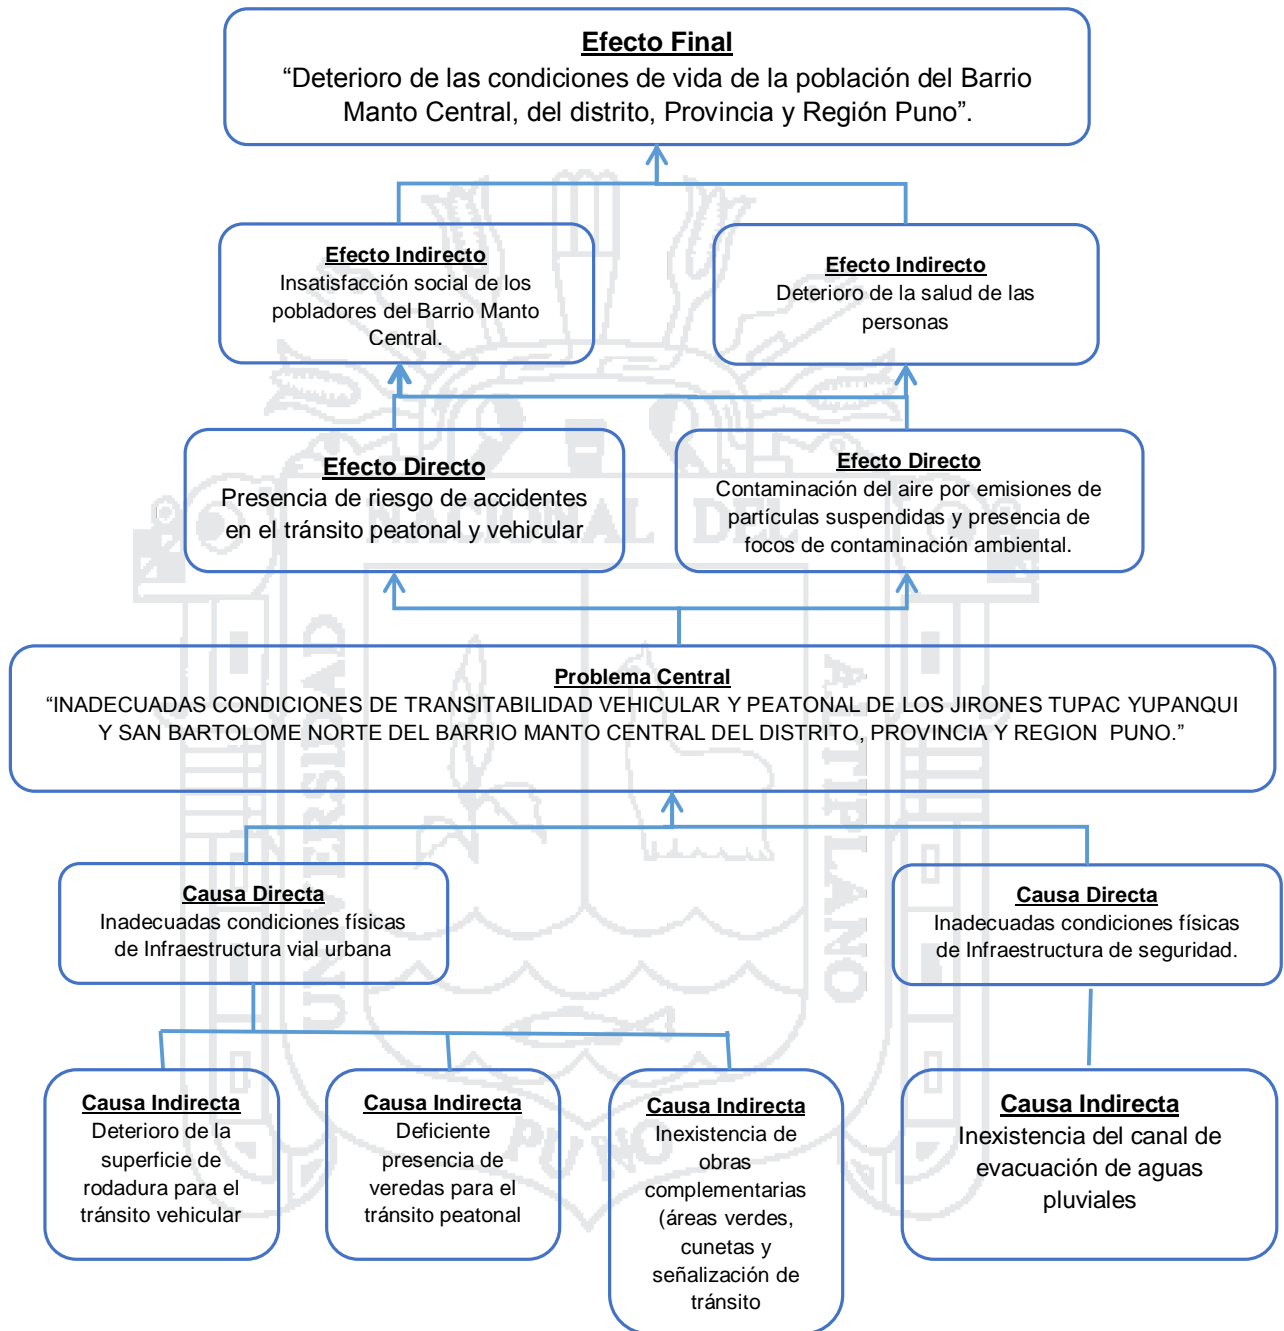 Efecto Final
“Deterioro de las condiciones de vida de la población del Barrio
Manto Central, del distrito, Provincia y Región Puno”.
Efecto Indirecto
Insatisfacción social de los
pobladores del Barrio Manto
Central.
Efecto Indirecto
Deterioro de la salud de las
personas
Efecto Directo
Presencia de riesgo de accidentes
en el tránsito peatonal y vehicular
Efecto Directo
Contaminación del aire por emisiones de
partículas suspendidas y presencia de
focos de contaminación ambiental.
Problema Central
“INADECUADAS CONDICIONES DE TRANSITABILIDAD VEHICULAR Y PEATONAL DE LOS JIRONES TUPAC YUPANQUI
Y SAN BARTOLOME NORTE DEL BARRIO MANTO CENTRAL DEL DISTRITO, PROVINCIA Y REGION  PUNO.”
Causa Directa
Inadecuadas condiciones físicas
de Infraestructura vial urbana
Causa Directa
Inadecuadas condiciones físicas
de Infraestructura de seguridad.
Causa Indirecta
Deterioro de la
superficie de
rodadura para el
tránsito vehicular
Causa Indirecta
Deficiente
presencia de
veredas para el
tránsito peatonal
Causa Indirecta
Inexistencia de
obras
complementarias
(áreas verdes,
cunetas y
señalización de
tránsito
Causa Indirecta
Inexistencia del canal de
evacuación de aguas
pluviales
UNIVERSIDAD
NACIONAL DEL
ALTIPLANO
PUNO